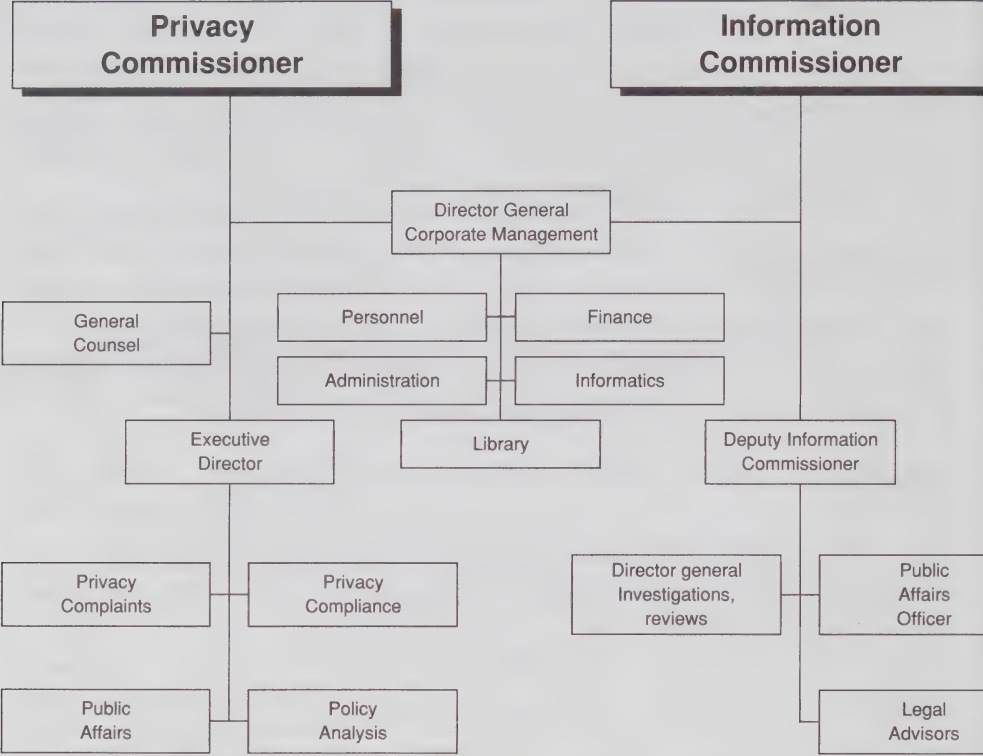 Privacy
Commissioner
Information
Commissioner
Director General
Corporate Management
General
Counsel
Personnel
Finance
Administration
Informatics
Executive
Director
Library
Deputy Information
Commissioner
Privacy
Complaints
Privacy
Compliance
Director general
Investigations,
reviews
Public
Affairs
Officer
Public
Affairs
Policy
Analysis
Legal
Advisors